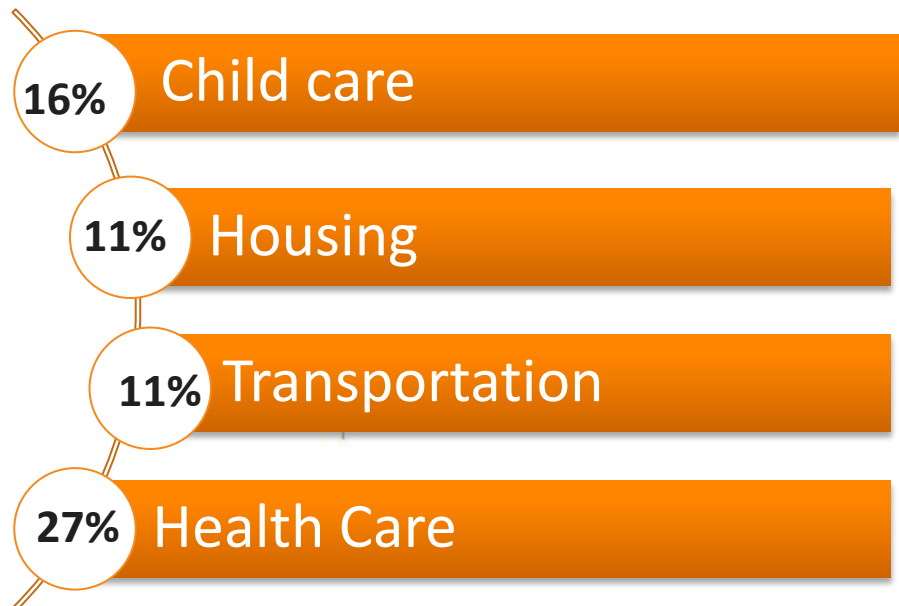 16% Child care
11% Housing
11% Transportation
27% Health Care